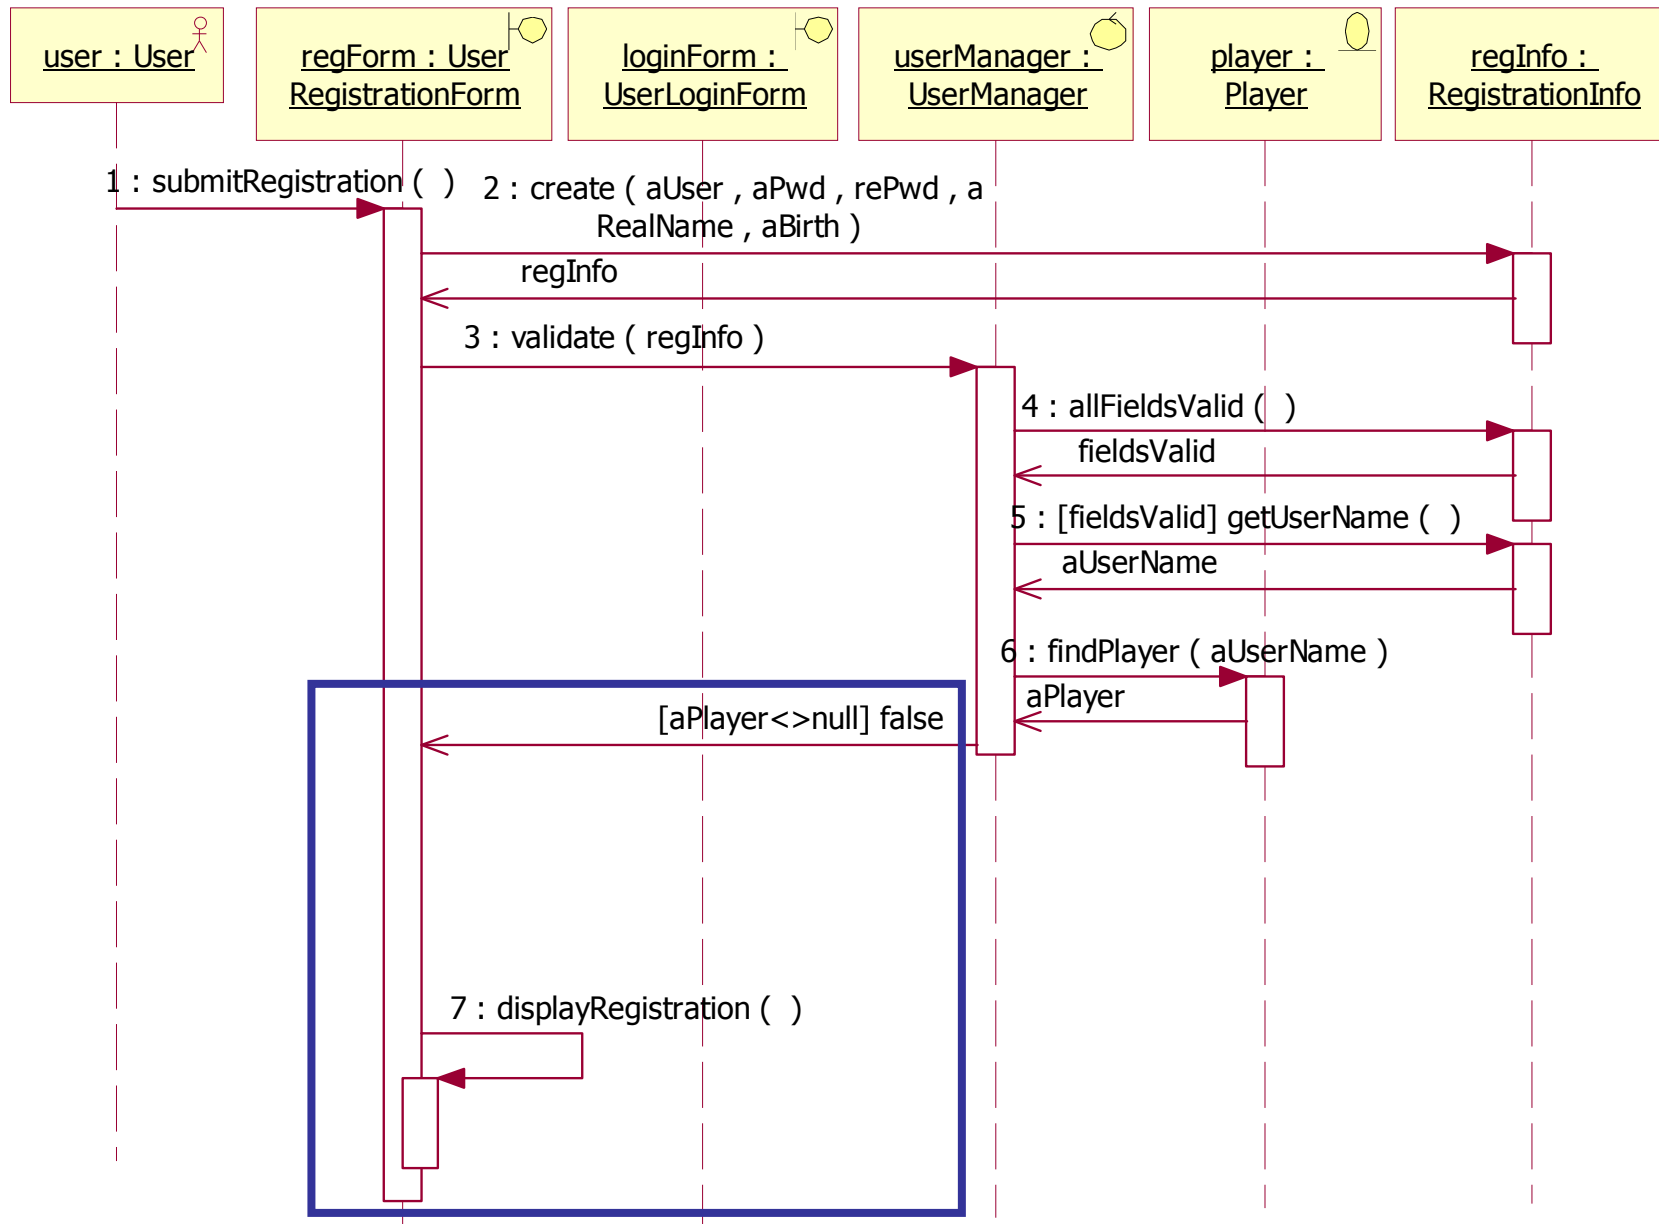 user : User
regForm : User
RegistrationForm
loginForm :
UserLoginForm
userManager :
UserManager
player :
Player
regInfo :
RegistrationInfo
1 : submitRegistration ( )
2 : create ( aUser , aPwd , rePwd , a
RealName , aBirth )
regInfo
3 : validate ( regInfo )
4 : allFieldsValid ( )
fieldsValid
5 : [fieldsValid] getUserName ( )
aUserName
6 : findPlayer ( aUserName )
aPlayer
[aPlayer<>null] false
7 : displayRegistration ( )